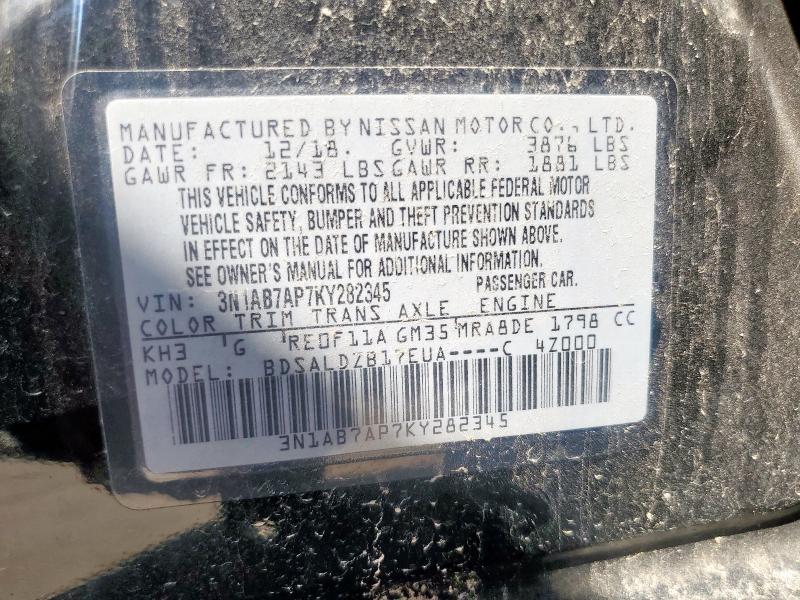 MANUFACTURED BY NISSAN MOTOR CO., LTD.
DATE: 12/18. GVWR: 3876 LBS
GAWR FR: 2143 LBS GAWR RR: 1881 LBS
THIS VEHICLE CONFORMS TO ALL APPLICABLE FEDERAL MOTOR
VEHICLE SAFETY, BUMPER AND THEFT PREVENTION STANDARDS
IN EFFECT ON THE DATE OF MANUFACTURE SHOWN ABOVE.
SEE OWNER'S MANUAL FOR ADDITIONAL INFORMATION.
VIN: 3N1AB7AP7KY282345 PASSENGER CAR.
COLOR TRIM TRANS AXLE ENGINE
KH3 G RE0F11A GM35 MRA8DE 1798 CC
MODEL: BDSALDZB17EUA----C 4Z000
3N1AB7AP7KY282345